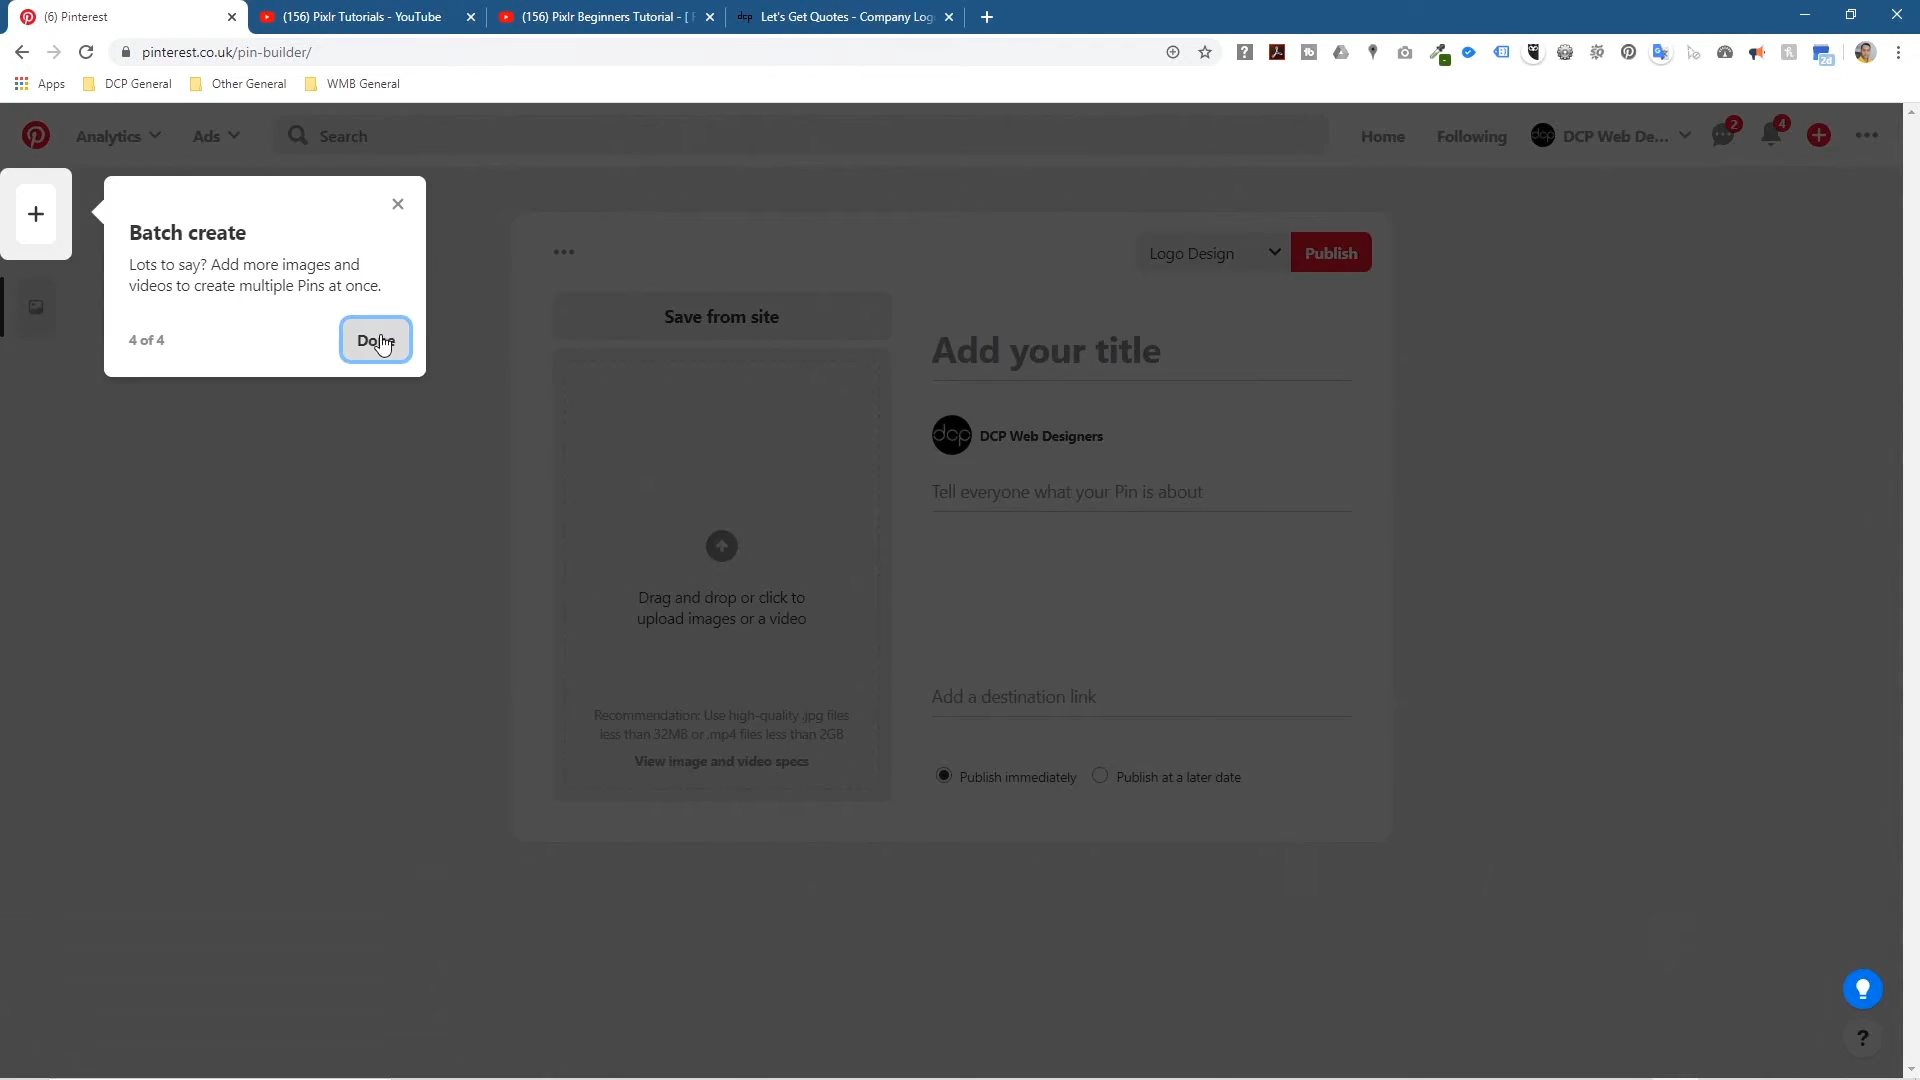 (6) Pinterest
(156) Pixlr Tutorials - YouTube
(156) Pixlr Beginners Tutorial - [
dcp Let's Get Quotes - Company Log
pinterest.co.uk/pin-builder/
2d
Apps
DCP General
Other General
WMB General
Analytics
Ads
Search
Home
Following
dcp
DCP Web De...
2
4
Batch create
Lots to say? Add more images and
videos to create multiple Pins at once.
4 of 4
Done
Logo Design
Publish
Save from site
Drag and drop or click to
upload images or a video
Recommendation: Use high-quality .jpg files
less than 32MB or .mp4 files less than 2GB
View image and video specs
Add your title
dcp
DCP Web Designers
Tell everyone what your Pin is about
Add a destination link
Publish immediately
Publish at a later date
?